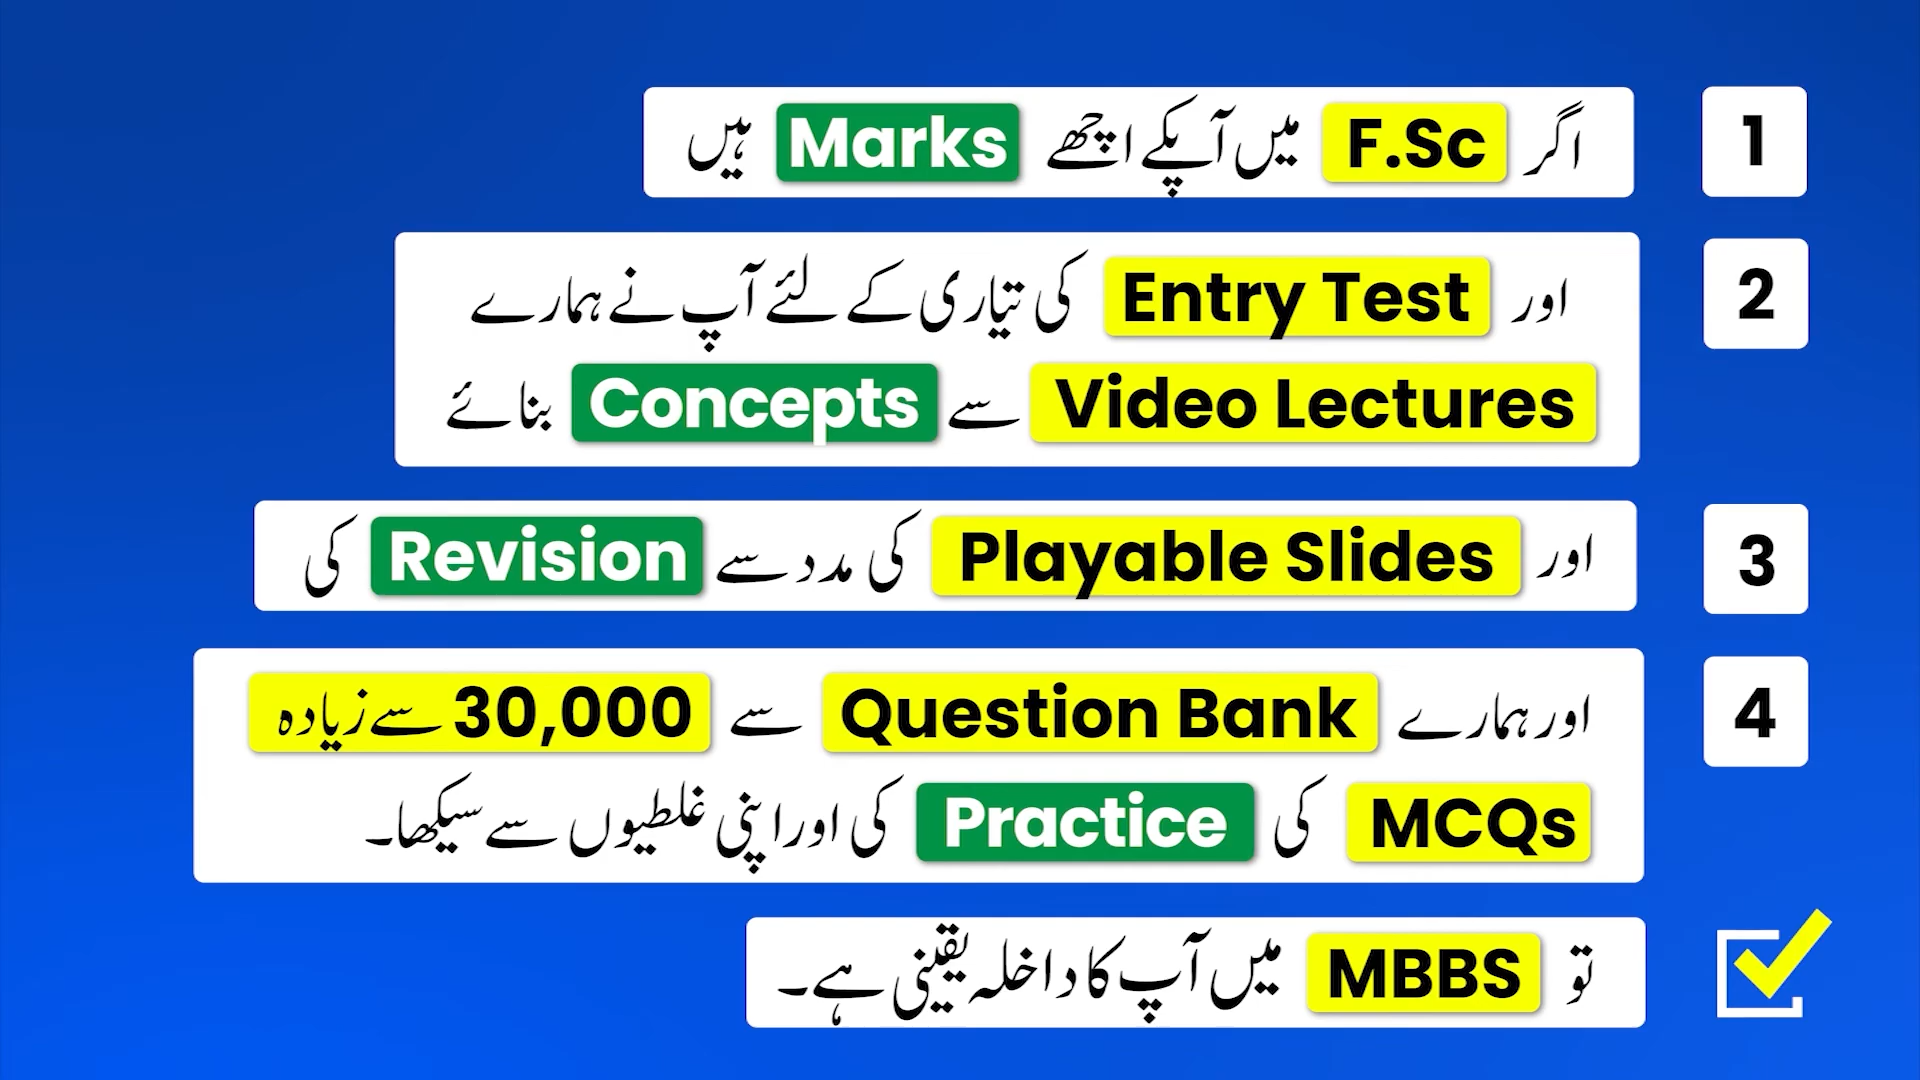 1
اگر F.Sc میں آپکے اچھے Marks ہیں
2
اور Entry Test کی تیاری کے لئے آپ نے ہمارے
Video Lectures سے Concepts بنائے
3
اور Playable Slides کی مدد سے Revision کی
4
اور ہمارے Question Bank سے 30,000 سے زیادہ
MCQs کی Practice کی اور اپنی غلطیوں سے سیکھا۔
تو MBBS میں آپ کا داخلہ یقینی ہے۔